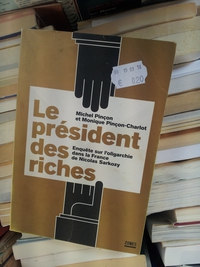 Michel Pinçon
et Monique Pinçon-Charlot
Le
président
des
riches
Enquête sur l'oligarchie
dans la France
de Nicolas Sarkozy